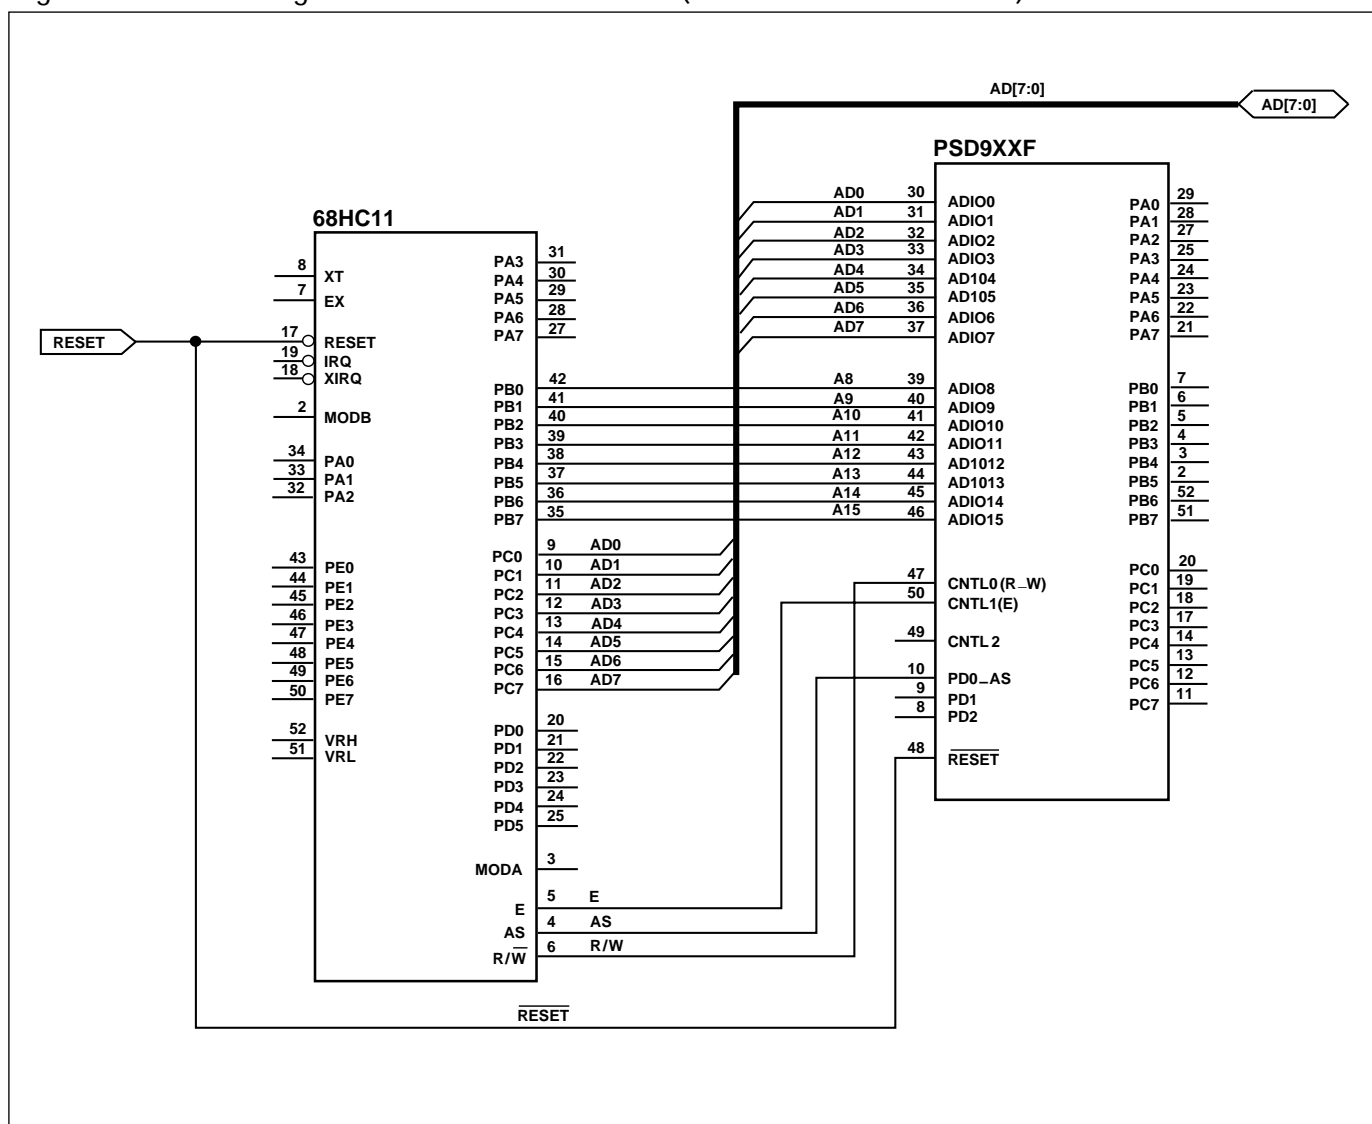 AD[7:0]
AD[7:0]
PSD9XXF
68HC11
8 XT
7 EX
RESET
17 RESET
19 IRQ
18 XIRQ
2 MODB
34 PA0
33 PA1
32 PA2
43 PE0
44 PE1
45 PE2
46 PE3
47 PE4
48 PE5
49 PE6
50 PE7
52 VRH
51 VRL
PA3 31
PA4 30
PA5 29
PA6 28
PA7 27
PB0 42
PB1 41
PB2 40
PB3 39
PB4 38
PB5 37
PB6 36
PB7 35
PC0 9 AD0
PC1 10 AD1
PC2 11 AD2
PC3 12 AD3
PC4 13 AD4
PC5 14 AD5
PC6 15 AD6
PC7 16 AD7
PD0 20
PD1 21
PD2 22
PD3 23
PD4 24
PD5 25
MODA 3
E 5 E
AS 4 AS
R/W 6 R/W
RESET
AD0 30 ADIO0
AD1 31 ADIO1
AD2 32 ADIO2
AD3 33 ADIO3
AD4 34 AD104
AD5 35 AD105
AD6 36 ADIO6
AD7 37 ADIO7
A8 39 ADIO8
A9 40 ADIO9
A10 41 ADIO10
A11 42 ADIO11
A12 43 AD1012
A13 44 AD1013
A14 45 ADIO14
A15 46 ADIO15
47 CNTL0(R_W)
50 CNTL1(E)
49 CNTL2
10 PD0_AS
9 PD1
8 PD2
48 RESET
PA0 29
PA1 28
PA2 27
PA3 25
PA4 24
PA5 23
PA6 22
PA7 21
PB0 7
PB1 6
PB2 5
PB3 4
PB4 3
PB5 2
PB6 52
PB7 51
PC0 20
PC1 19
PC2 18
PC3 17
PC4 14
PC5 13
PC6 12
PC7 11